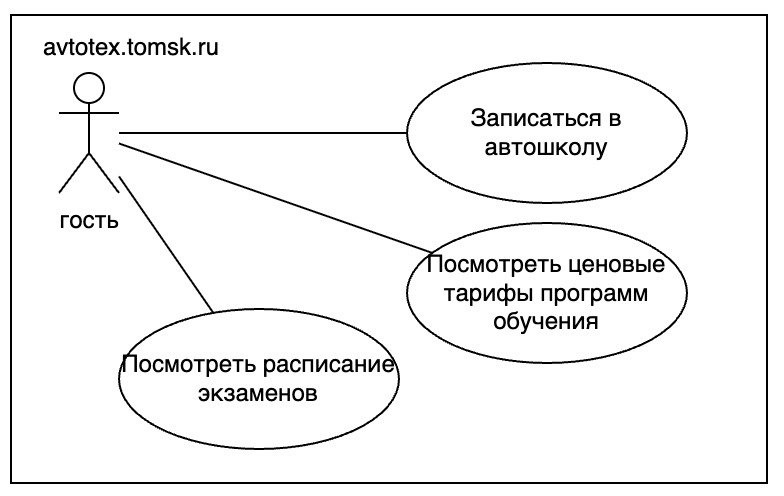 avtotex.tomsk.ru
Записаться в
автошколу
гость
Посмотреть ценовые
тарифы программ
обучения
Посмотреть расписание
экзаменов